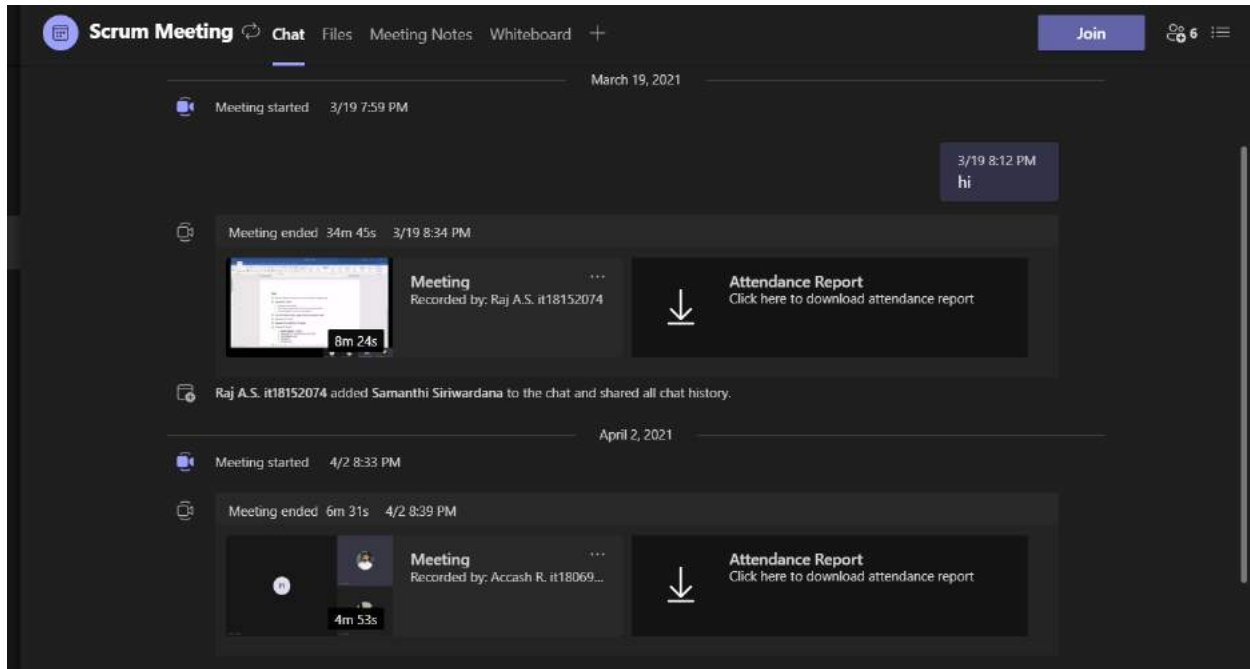 Scrum Meeting Chat Files Meeting Notes Whiteboard Join 6
March 19, 2021
Meeting started 3/19 7:59 PM
3/19 8:12 PM
hi
Meeting ended 34m 45s 3/19 8:34 PM
Meeting ...
Recorded by: Raj A.S. it18152074
8m 24s
Attendance Report
Click here to download attendance report
Raj A.S. it18152074 added Samanthi Siriwardana to the chat and shared all chat history.
April 2, 2021
Meeting started 4/2 8:33 PM
Meeting ended 6m 31s 4/2 8:39 PM
Meeting ...
Recorded by: Accash R. it18069...
4m 53s
Attendance Report
Click here to download attendance report